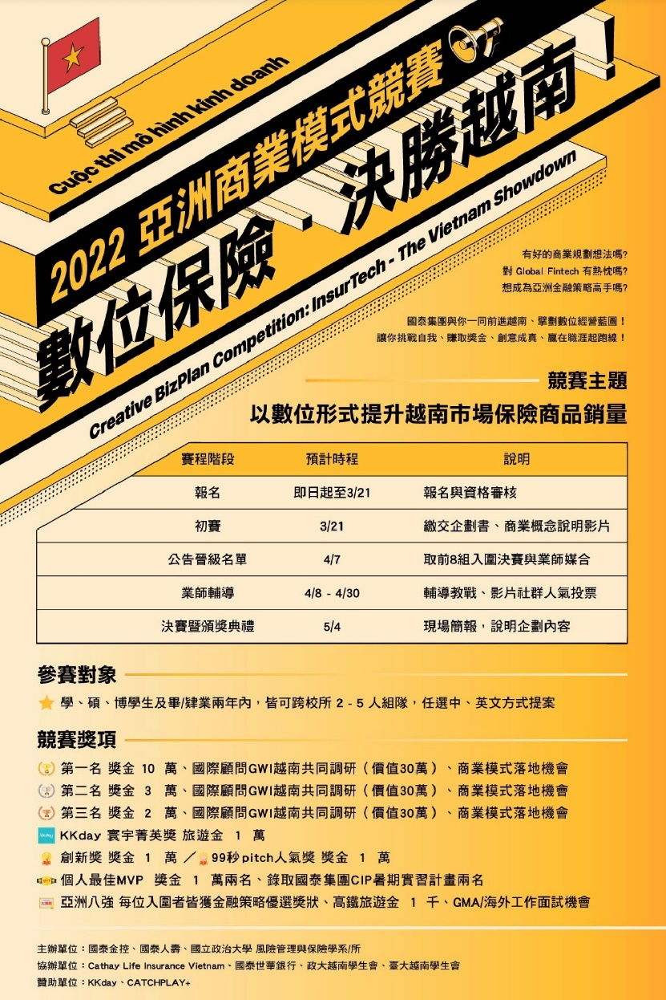 Cuộc thi mô hình kinh doanh
2022 亞洲商業模式競賽
數位保險 決勝越南!
Creative BizPlan Competition: InsurTech - The Vietnam Showdown
有好的商業規劃想法嗎?
對 Global Fintech 有熱忱嗎?
想成為亞洲金融策略高手嗎?
國泰集團與你一同前進越南、擘劃數位經營藍圖!
讓你挑戰自我、賺取獎金、創意成真、贏在職涯起跑線!
競賽主題
以數位形式提升越南市場保險商品銷量
賽程階段 預計時程 說明
報名 即日起至3/21 報名與資格審核
初賽 3/21 繳交企劃書、商業概念說明影片
公告晉級名單 4/7 取前8組入圍決賽與業師媒合
業師輔導 4/8 - 4/30 輔導教戰、影片社群人氣投票
決賽暨頒獎典禮 5/4 現場簡報,說明企劃內容
參賽對象
學、碩、博學生及畢/肄業兩年內,皆可跨校所 2 - 5 人組隊,任選中、英文方式提案
競賽獎項
第一名 獎金 10 萬、國際顧問GWI越南共同調研(價值30萬)、商業模式落地機會
第二名 獎金 3 萬、國際顧問GWI越南共同調研(價值30萬)、商業模式落地機會
第三名 獎金 2 萬、國際顧問GWI越南共同調研(價值30萬)、商業模式落地機會
KKday 寰宇菁英獎 旅遊金 1 萬
創新獎 獎金 1 萬/99秒pitch人氣獎 獎金 1 萬
個人最佳MVP 獎金 1 萬兩名、錄取國泰集團CIP暑期實習計畫兩名
亞洲八強 每位入圍者皆獲金融策略優選獎狀、高鐵旅遊金 1 千、GMA/海外工作面試機會
主辦單位:國泰金控、國泰人壽、國立政治大學 風險管理與保險學系/所
協辦單位:Cathay Life Insurance Vietnam、國泰世華銀行、政大越南學生會、臺大越南學生會
贊助單位:KKday、CATCHPLAY+